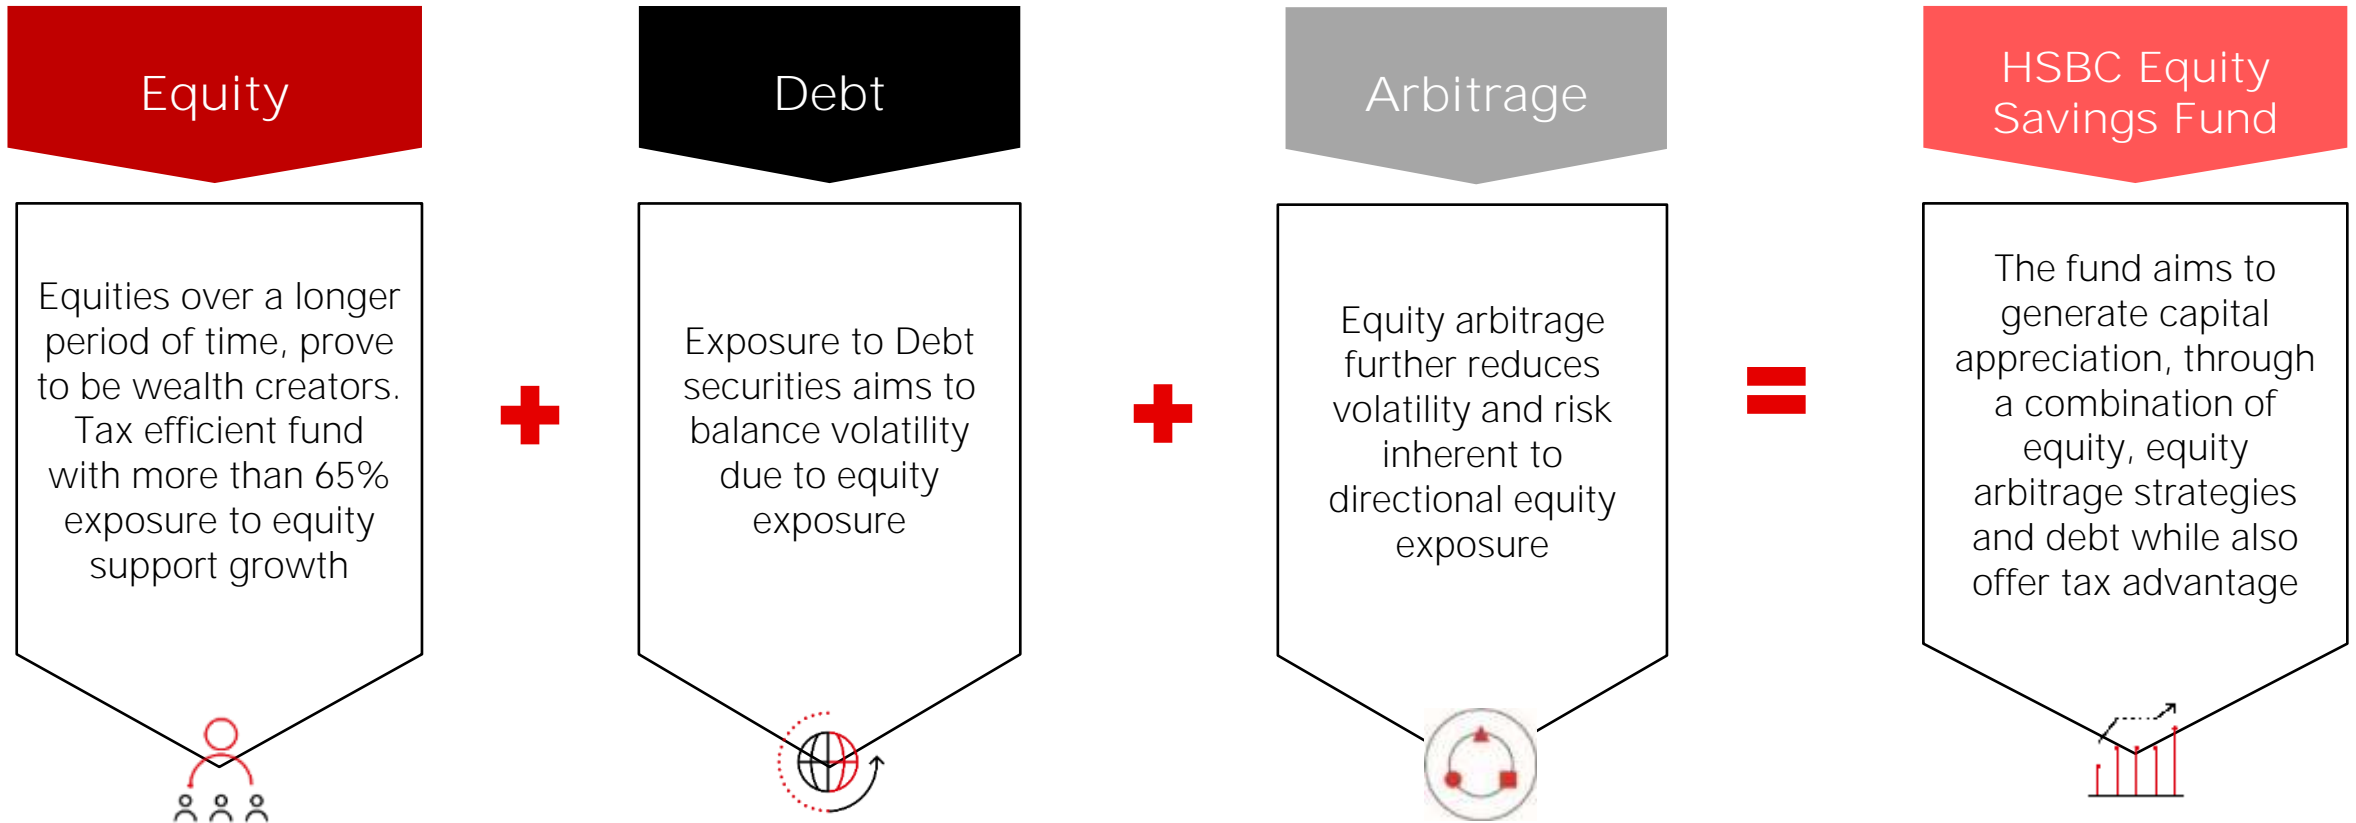 Equity
Equities over a longer
period of time, prove
to be wealth creators.
Tax efficient fund
with more than 65%
exposure to equity
support growth
Debt
Exposure to Debt
securities aims to
balance volatility
due to equity
exposure
Arbitrage
Equity arbitrage
further reduces
volatility and risk
inherent to
directional equity
exposure
HSBC Equity
Savings Fund
The fund aims to
generate capital
appreciation, through
a combination of
equity, equity
arbitrage strategies
and debt while also
offer tax advantage